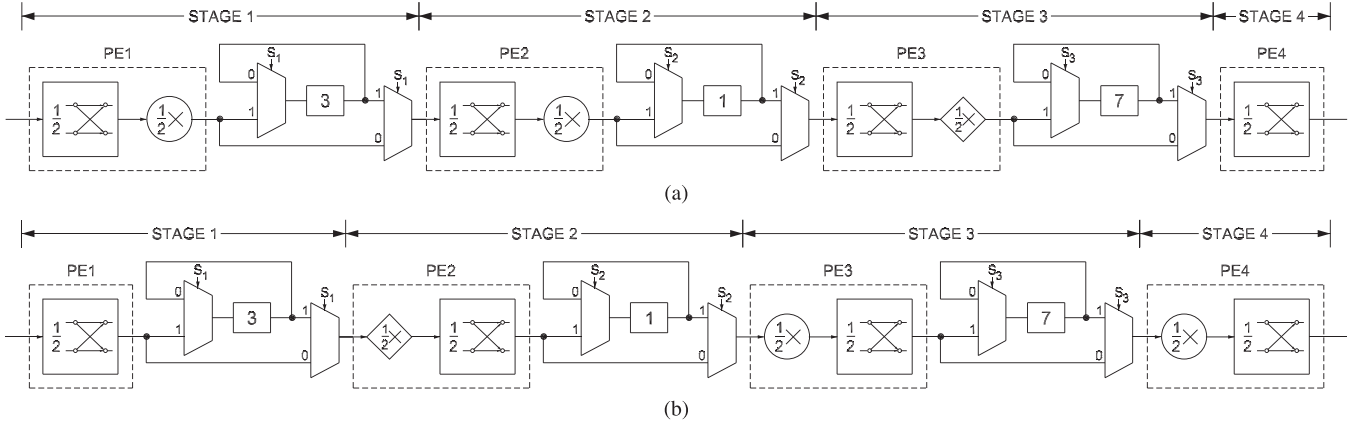 STAGE 1 STAGE 2 STAGE 3 STAGE 4
PE1 S1 S1 PE2 S2 S2 PE3 S3 S3 PE4
0 0 0
1/2 1/2× 3 1 1/2 1/2× 1 1 1/2 1/2× 7 1 1/2
1 0 1 0 1 0
(a)
STAGE 1 STAGE 2 STAGE 3 STAGE 4
PE1 S1 S1 PE2 S2 S2 PE3 S3 S3 PE4
0 0 0
1/2 3 1 1/2× 1/2 1 1 1/2× 1/2 7 1 1/2× 1/2
1 0 1 0 1 0
(b)